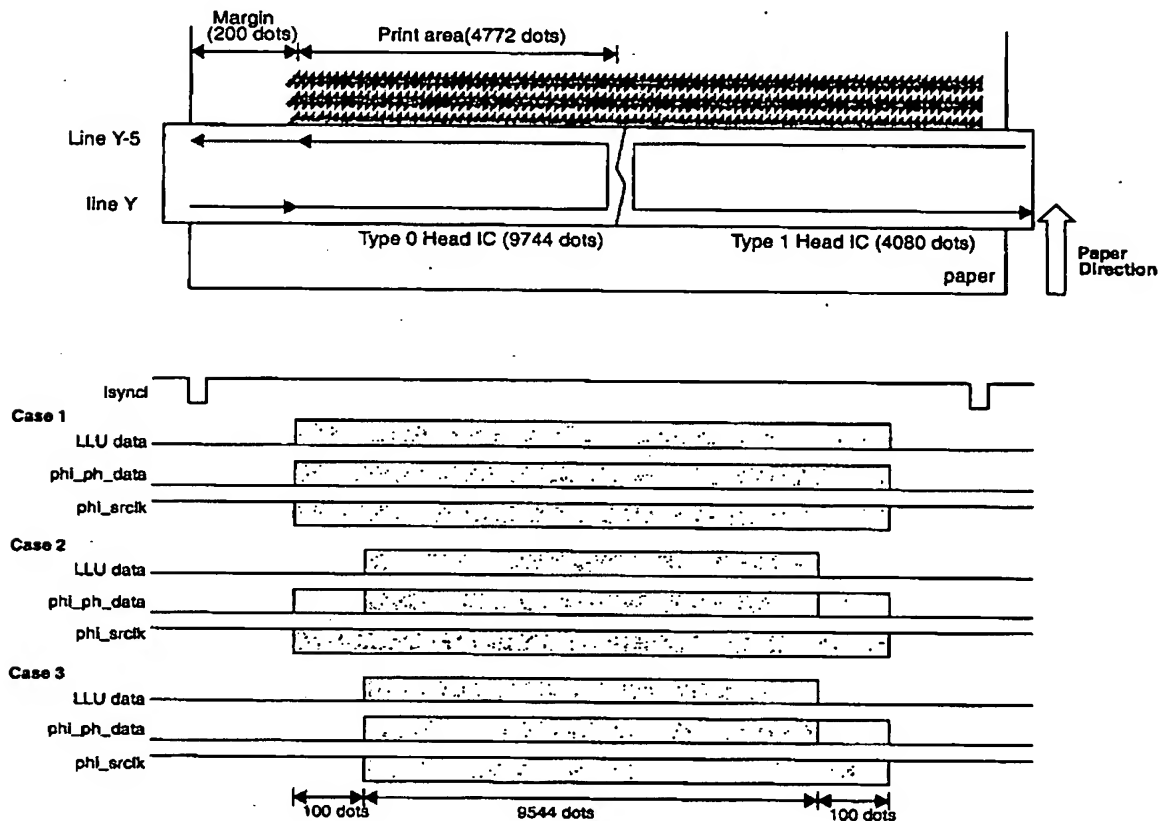 Margin
(200 dots)
Print area(4772 dots)
Line Y-5
line Y
Type 0 Head IC (9744 dots)
Type 1 Head IC (4080 dots)
paper
Paper
Direction
lsyncl
Case 1
LLU data
phi_ph_data
phi_srclk
Case 2
LLU data
phi_ph_data
phi_srclk
Case 3
LLU data
phi_ph_data
phi_srclk
100 dots
9544 dots
100 dots